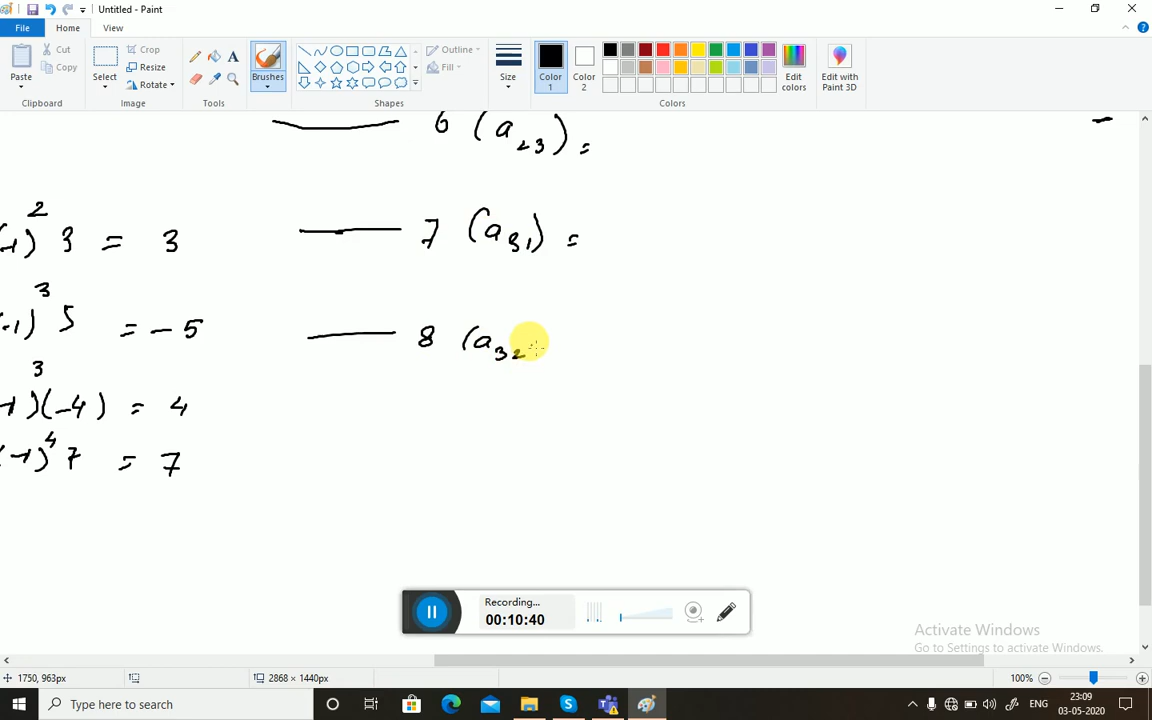 Untitled - Paint
File Home View
Paste Cut Copy Select Crop Resize Rotate Brushes Outline Fill Size Color 1 Color 2 Edit colors Edit with Paint 3D
Clipboard Image Tools Shapes Colors
6 (a23) =
2
(-1) 3 = 3
7 (a31) =
3
(-1) 5 = -5
8 (a32
3
-1)(-4) = 4
4
(-1) 7 = 7
Recording...
00:10:40
Activate Windows
Go to Settings to activate Windows.
1750, 963px 2868 × 1440px 100%
Type here to search ENG 23:09
03-05-2020